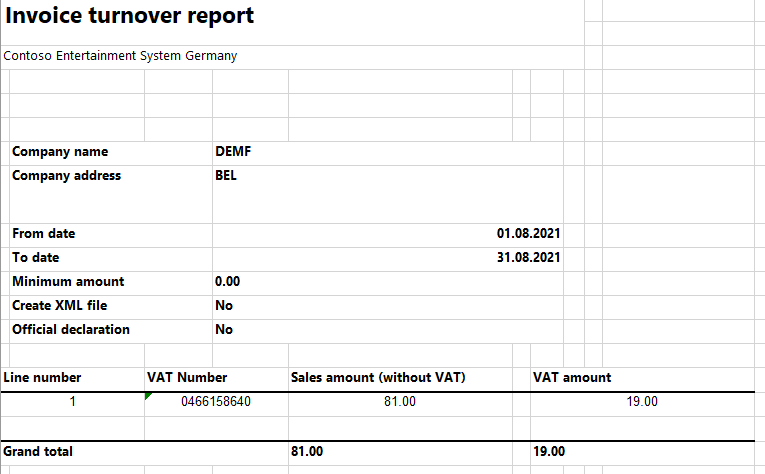 Invoice turnover report
Contoso Entertainment System Germany
Company name DEMF
Company address BEL
From date 01.08.2021
To date 31.08.2021
Minimum amount 0.00
Create XML file No
Official declaration No
Line number VAT Number Sales amount (without VAT) VAT amount
1 0466158640 81.00 19.00
Grand total 81.00 19.00